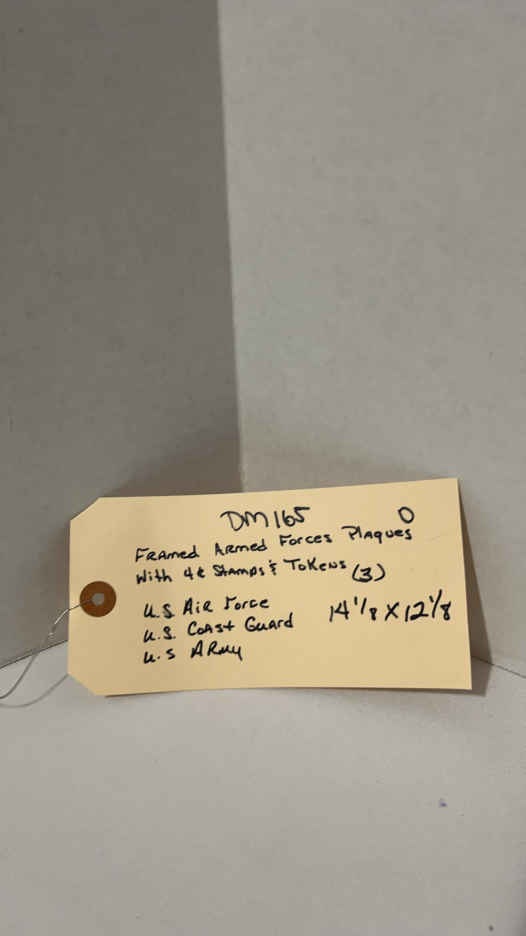 DM165
O
Framed Armed Forces Plaques
With 4¢ Stamps & Tokens (3)
U.S Air Force
U.S. Coast Guard
U.S Army
14 1/8 X 12 1/8